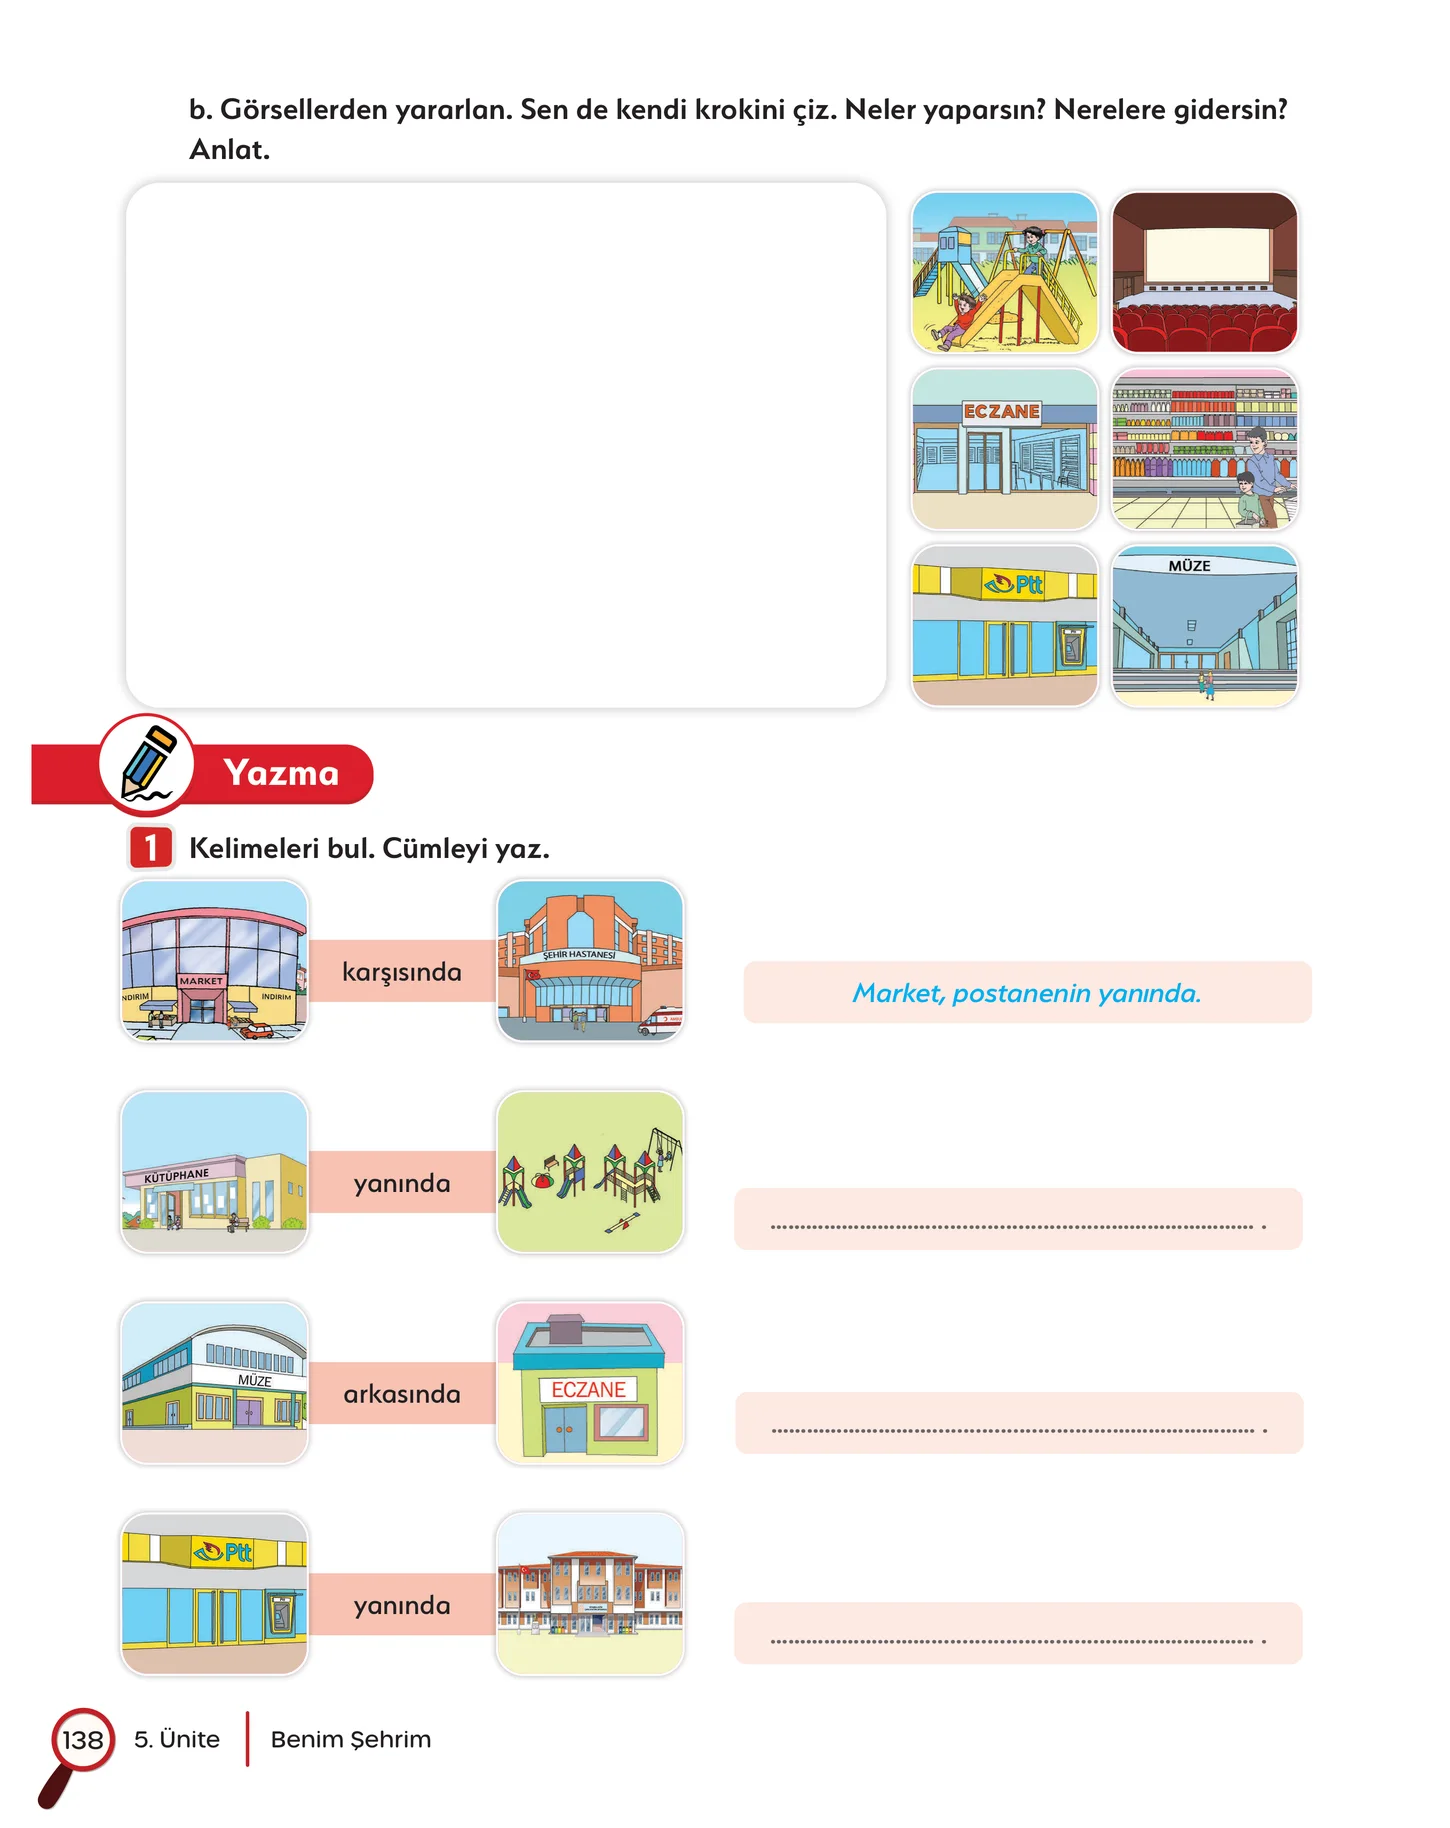 b. Görsellerden yararlan. Sen de kendi krokini çiz. Neler yaparsın? Nerelere gidersin?
Anlat.
ECZANE
Ptt
MÜZE
Yazma
1 Kelimeleri bul. Cümleyi yaz.
MARKET
İNDİRİM
karşısında
ŞEHİR HASTANESİ
Market, postanenin yanında.
KÜTÜPHANE
yanında
.
MÜZE
arkasında
ECZANE
.
Ptt
yanında
.
138 5. Ünite Benim Şehrim